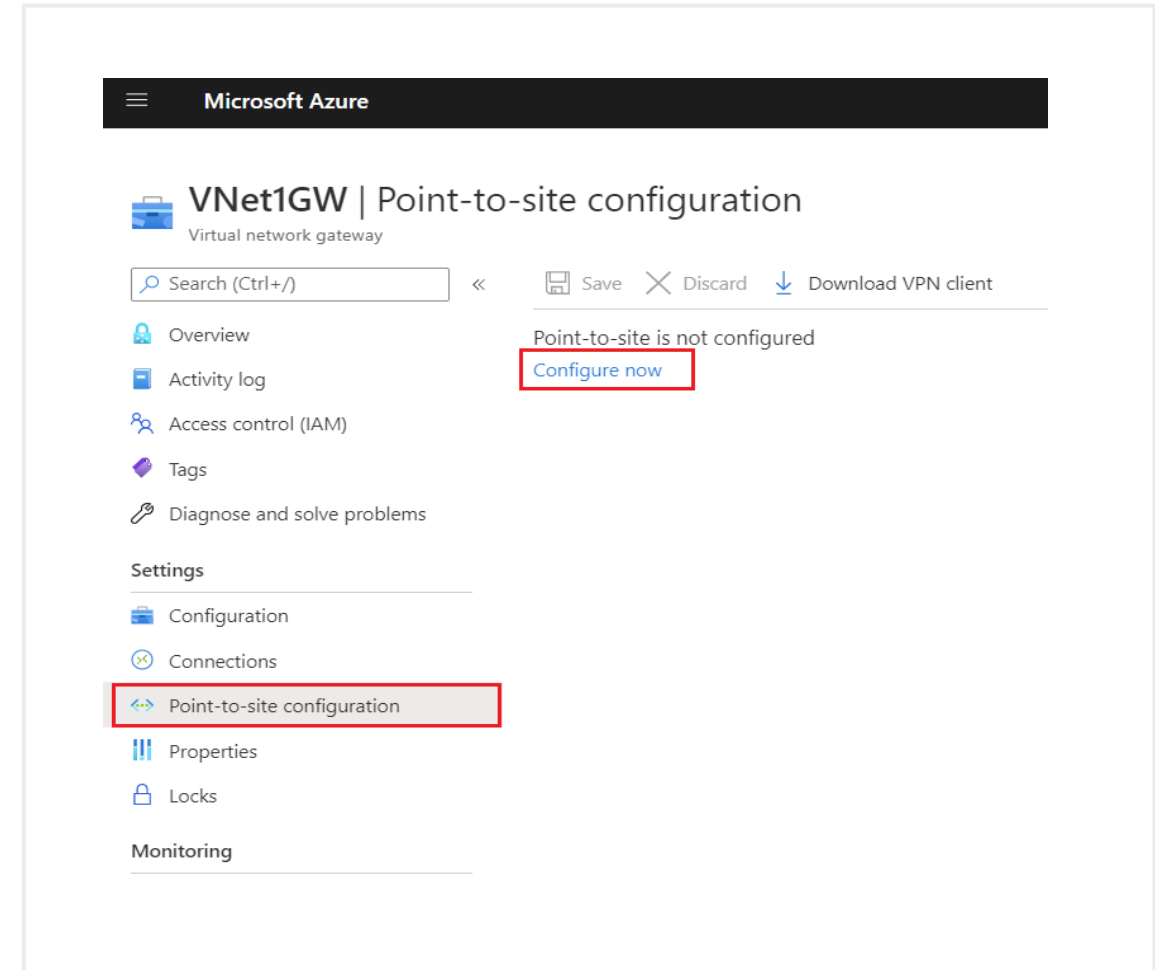 Microsoft Azure
VNet1GW | Point-to-site configuration
Virtual network gateway
Search (Ctrl+/)
«
Save
Discard
Download VPN client
Overview
Activity log
Access control (IAM)
Tags
Diagnose and solve problems
Settings
Configuration
Connections
Point-to-site configuration
Properties
Locks
Monitoring
Point-to-site is not configured
Configure now